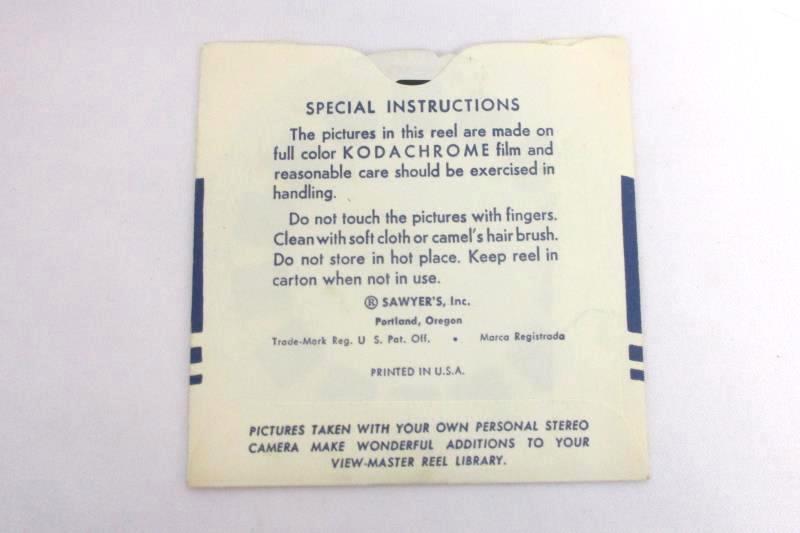 SPECIAL INSTRUCTIONS
The pictures in this reel are made on
full color KODACHROME film and
reasonable care should be exercised in
handling.
Do not touch the pictures with fingers.
Clean with soft cloth or camel's hair brush.
Do not store in hot place. Keep reel in
carton when not in use.
® SAWYER'S, Inc.
Portland, Oregon
Trade-Mark Reg. U S. Pat. Off. • Marca Registrada
PRINTED IN U.S.A.
PICTURES TAKEN WITH YOUR OWN PERSONAL STEREO
CAMERA MAKE WONDERFUL ADDITIONS TO YOUR
VIEW-MASTER REEL LIBRARY.